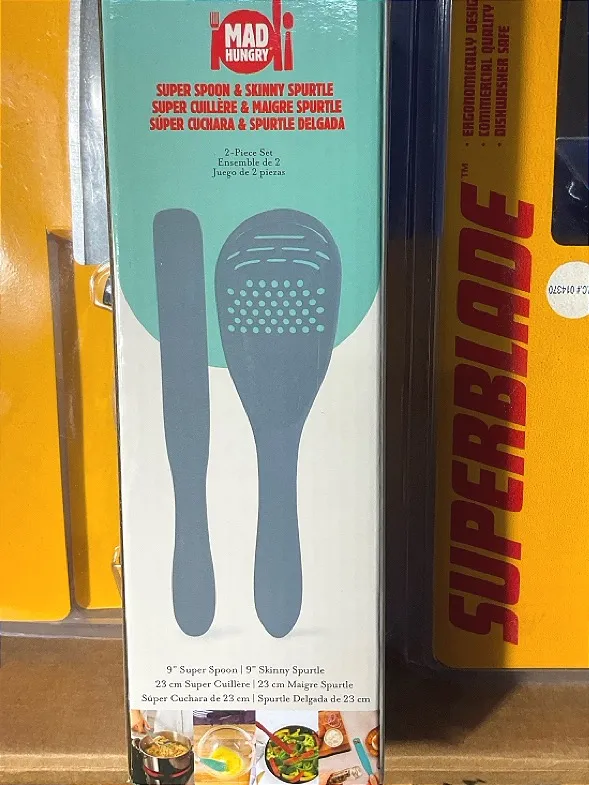 MAD
HUNGRY
SUPER SPOON & SKINNY SPURTLE
SUPER CUILLÈRE & MAIGRE SPURTLE
SÚPER CUCHARA & SPURTLE DELGADA
2-Piece Set
Ensemble de 2
Juego de 2 piezas
9" Super Spoon | 9" Skinny Spurtle
23 cm Super Cuillère | 23 cm Maigre Spurtle
Súper Cuchara de 23 cm | Spurtle Delgada de 23 cm
SUPERBLADE™
• ERGONOMICALLY
• COMMERCIAL QUALITY
• DISHWASHER SAFE
014370